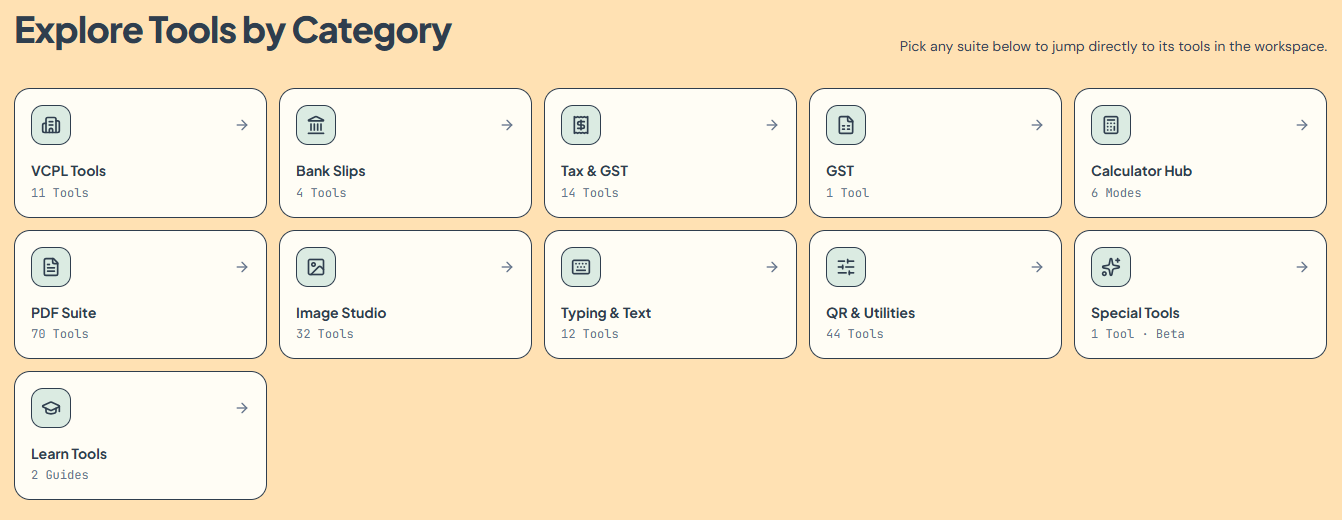 Explore Tools by Category
Pick any suite below to jump directly to its tools in the workspace.
VCPL Tools
11 Tools
Bank Slips
4 Tools
Tax & GST
14 Tools
GST
1 Tool
Calculator Hub
6 Modes
PDF Suite
70 Tools
Image Studio
32 Tools
Typing & Text
12 Tools
QR & Utilities
44 Tools
Special Tools
1 Tool · Beta
Learn Tools
2 Guides